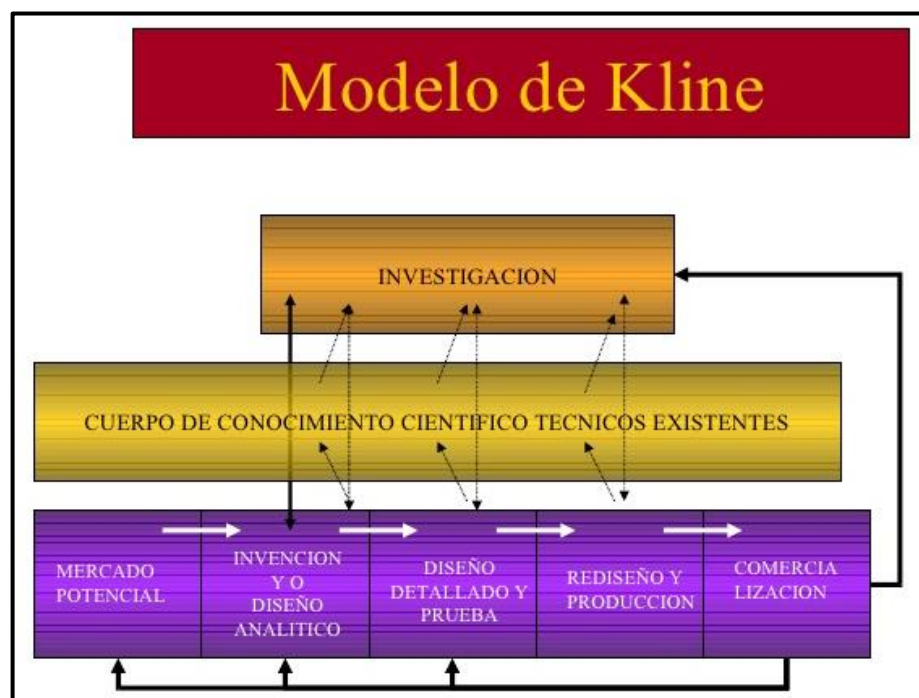 Modelo de Kline
INVESTIGACION
CUERPO DE CONOCIMIENTO CIENTIFICO TECNICOS EXISTENTES
MERCADO
POTENCIAL
INVENCION
Y O
DISEÑO
ANALITICO
DISEÑO
DETALLADO Y
PRUEBA
REDISEÑO Y
PRODUCCION
COMERCIA
LIZACION